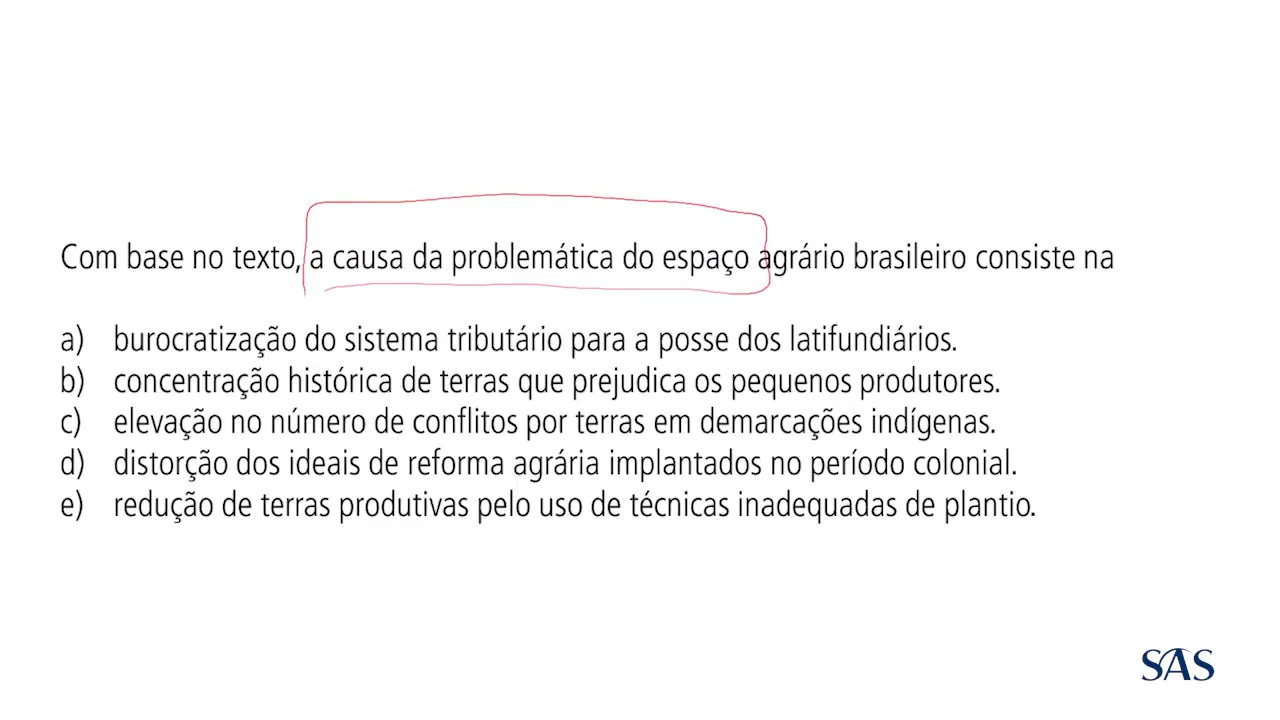 Com base no texto, a causa da problemática do espaço agrário brasileiro consiste na
a) burocratização do sistema tributário para a posse dos latifundiários.
b) concentração histórica de terras que prejudica os pequenos produtores.
c) elevação no número de conflitos por terras em demarcações indígenas.
d) distorção dos ideais de reforma agrária implantados no período colonial.
e) redução de terras produtivas pelo uso de técnicas inadequadas de plantio.
SAS